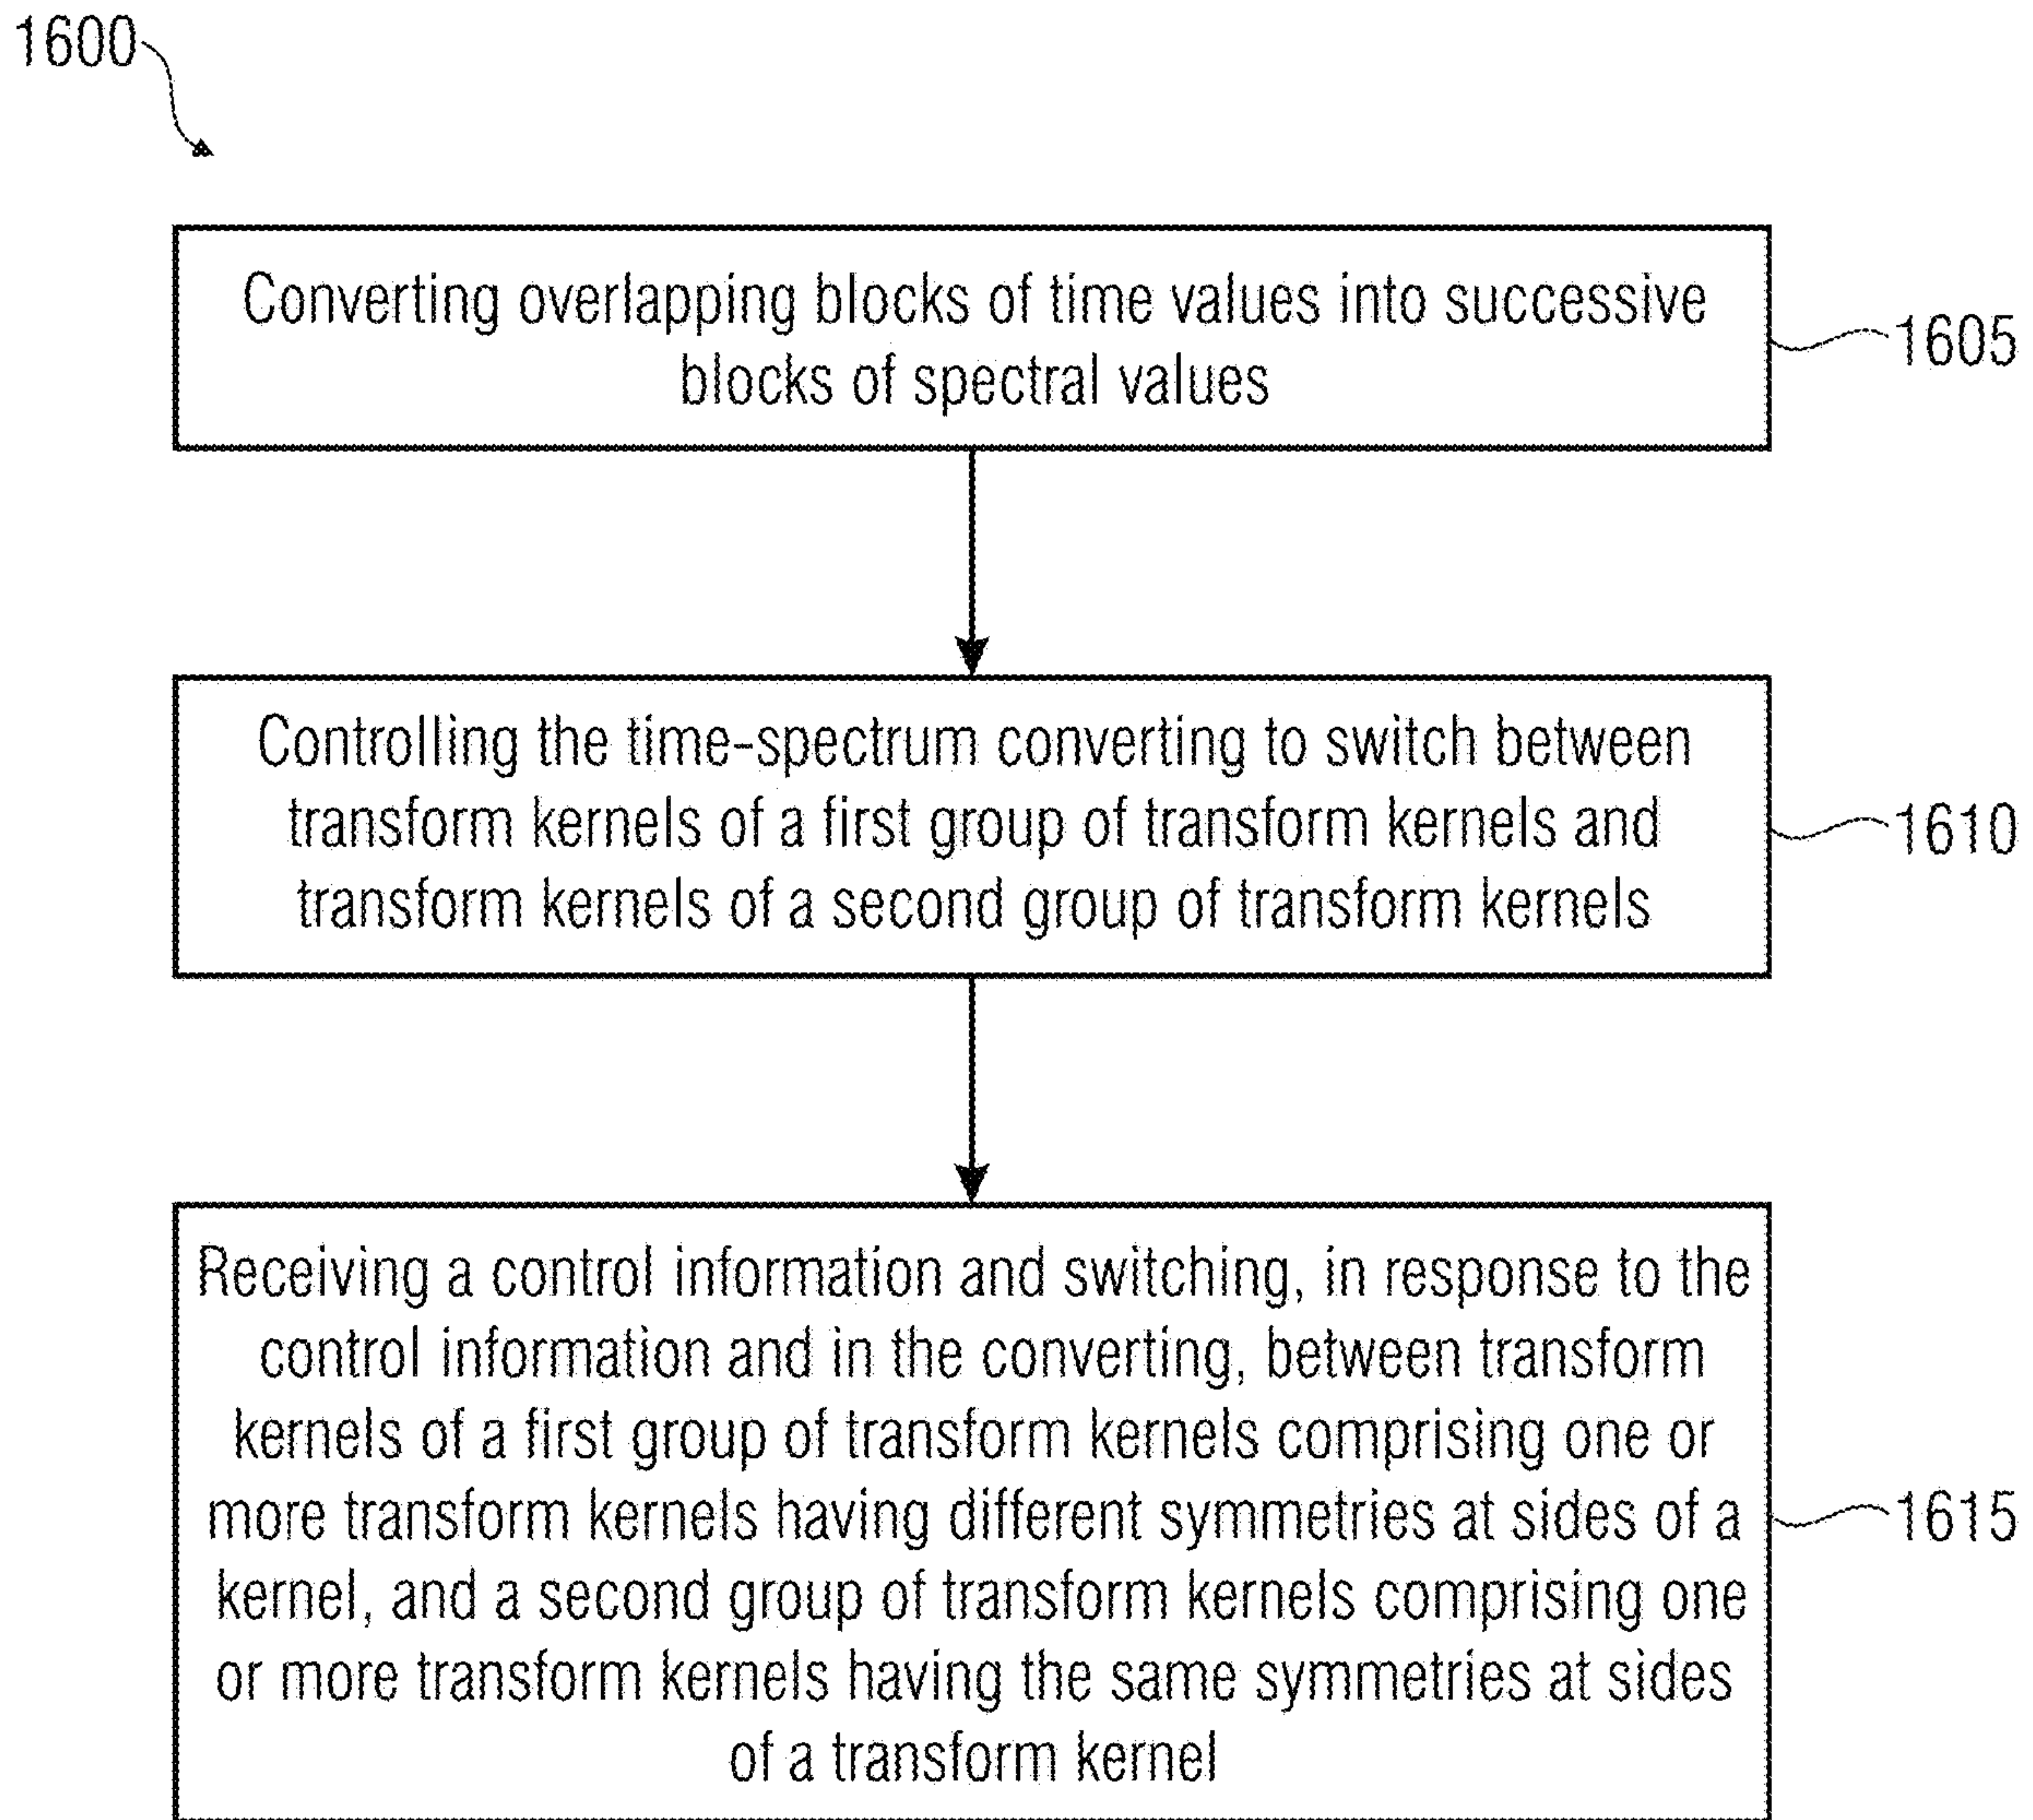 1600
Converting overlapping blocks of time values into successive
blocks of spectral values
1605
Controlling the time-spectrum converting to switch between
transform kernels of a first group of transform kernels and
transform kernels of a second group of transform kernels
1610
Receiving a control information and switching, in response to the
control information and in the converting, between transform
kernels of a first group of transform kernels comprising one or
more transform kernels having different symmetries at sides of a
kernel, and a second group of transform kernels comprising one
or more transform kernels having the same symmetries at sides
of a transform kernel
1615